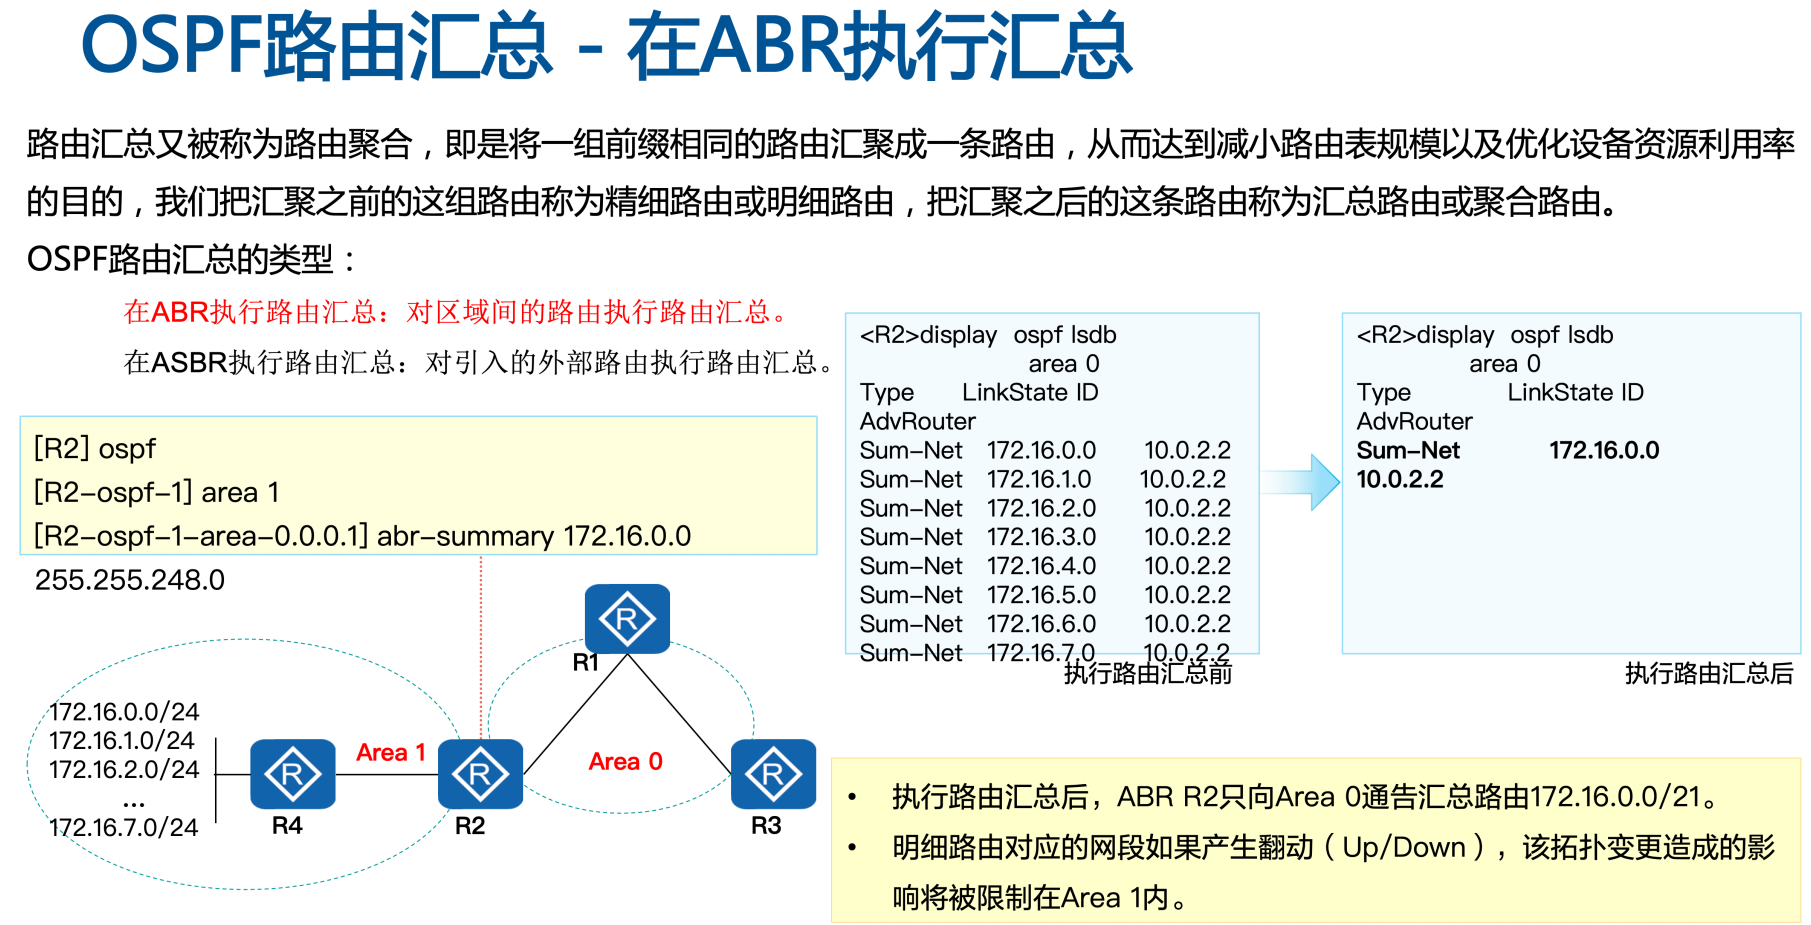 OSPF路由汇总 - 在ABR执行汇总
路由汇总又被称为路由聚合，即是将一组前缀相同的路由汇聚成一条路由，从而达到减小路由表规模以及优化设备资源利用率
的目的，我们把汇聚之前的这组路由称为精细路由或明细路由，把汇聚之后的这条路由称为汇总路由或聚合路由。
OSPF路由汇总的类型：
在ABR执行路由汇总：对区域间的路由执行路由汇总。
在ASBR执行路由汇总：对引入的外部路由执行路由汇总。
[R2] ospf
[R2-ospf-1] area 1
[R2-ospf-1-area-0.0.0.1] abr-summary 172.16.0.0
255.255.248.0
<R2>display ospf lsdb
area 0
Type LinkState ID
AdvRouter
Sum-Net 172.16.0.0 10.0.2.2
Sum-Net 172.16.1.0 10.0.2.2
Sum-Net 172.16.2.0 10.0.2.2
Sum-Net 172.16.3.0 10.0.2.2
Sum-Net 172.16.4.0 10.0.2.2
Sum-Net 172.16.5.0 10.0.2.2
Sum-Net 172.16.6.0 10.0.2.2
Sum-Net 172.16.7.0 10.0.2.2
执行路由汇总前
<R2>display ospf lsdb
area 0
Type LinkState ID
AdvRouter
Sum-Net 172.16.0.0
10.0.2.2
执行路由汇总后
172.16.0.0/24
172.16.1.0/24
172.16.2.0/24
...
172.16.7.0/24
R
R4
Area 1
R
R2
R
R1
Area 0
R
R3
• 执行路由汇总后，ABR R2只向Area 0通告汇总路由172.16.0.0/21。
• 明细路由对应的网段如果产生翻动（Up/Down），该拓扑变更造成的影
响将被限制在Area 1内。